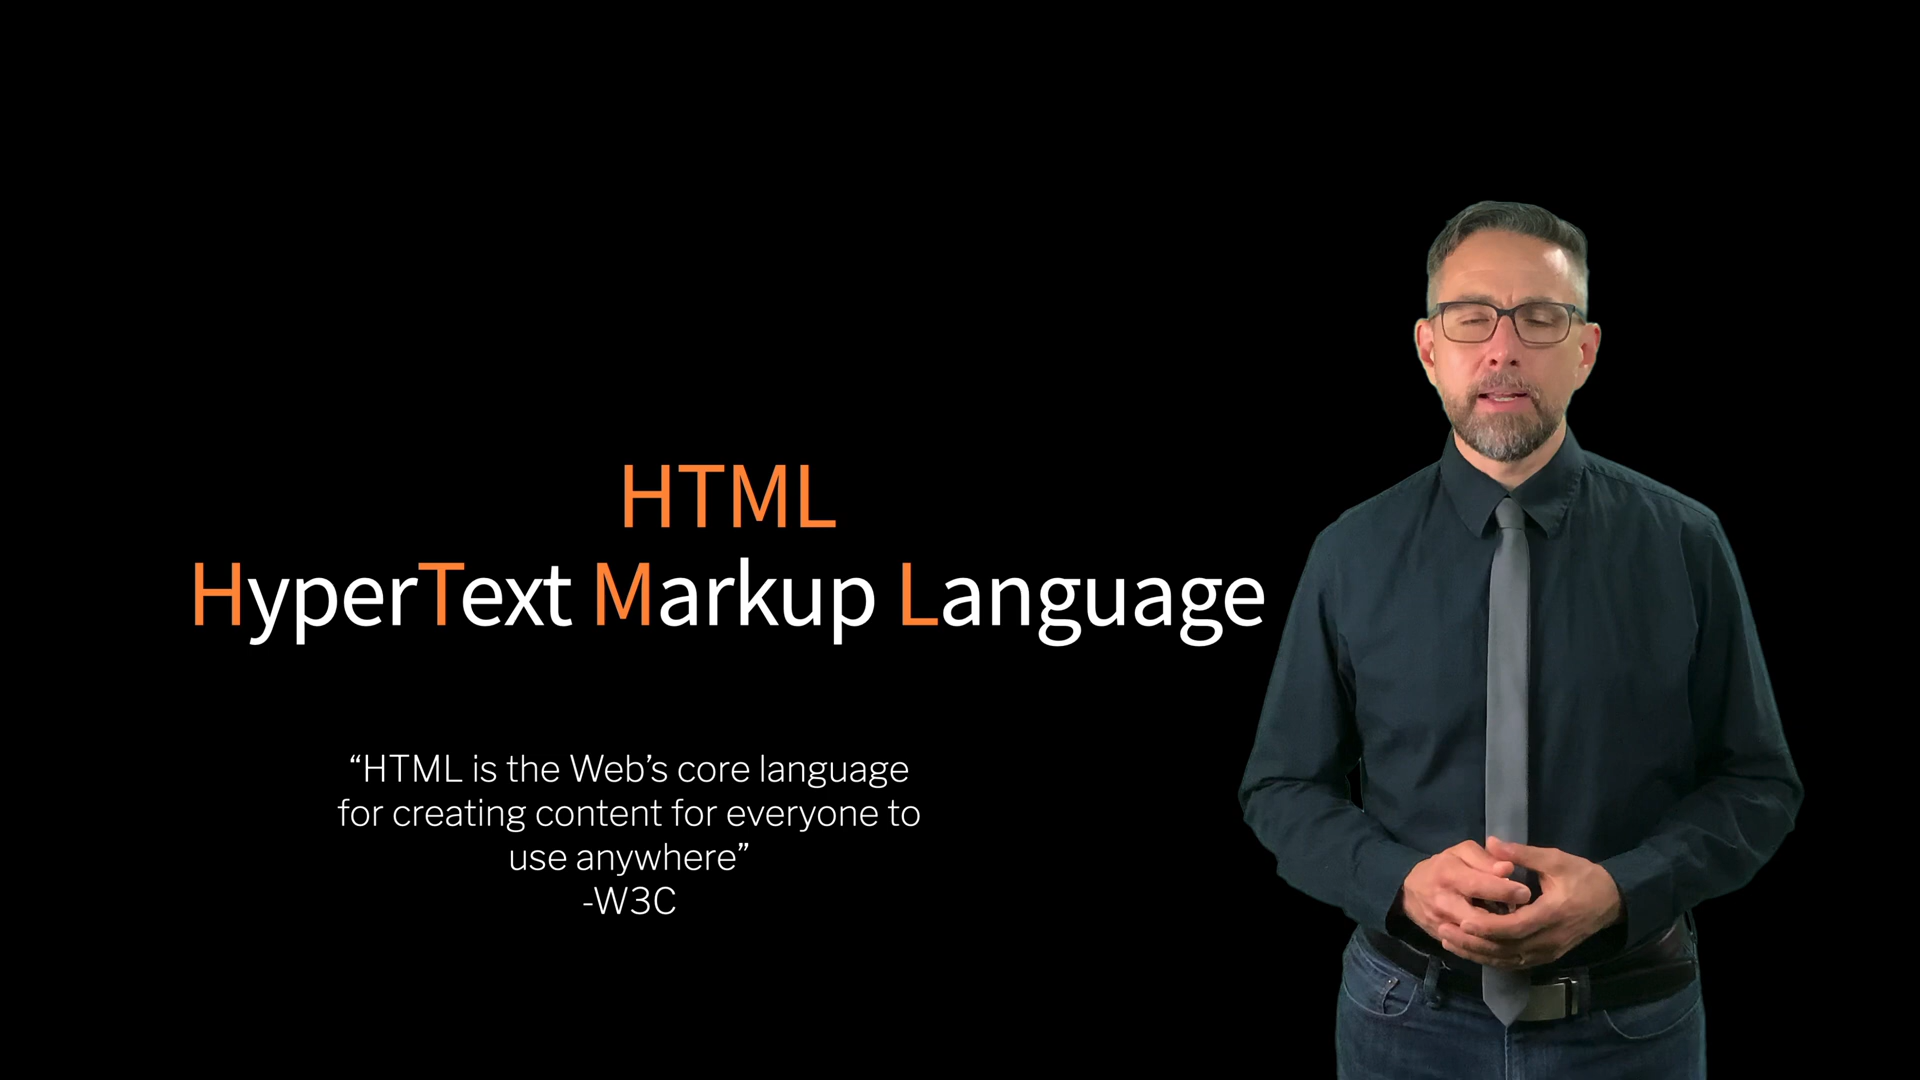 HTML
HyperText Markup Language
“HTML is the Web’s core language
for creating content for everyone to
use anywhere”
-W3C